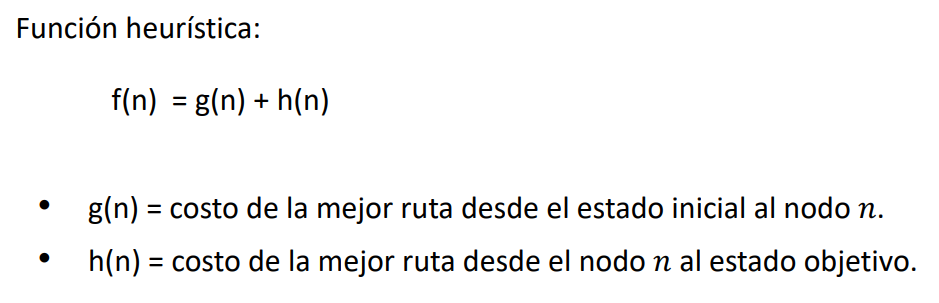 Función heurística:
f(n) = g(n) + h(n)
• g(n) = costo de la mejor ruta desde el estado inicial al nodo 𝑛.
• h(n) = costo de la mejor ruta desde el nodo 𝑛 al estado objetivo.